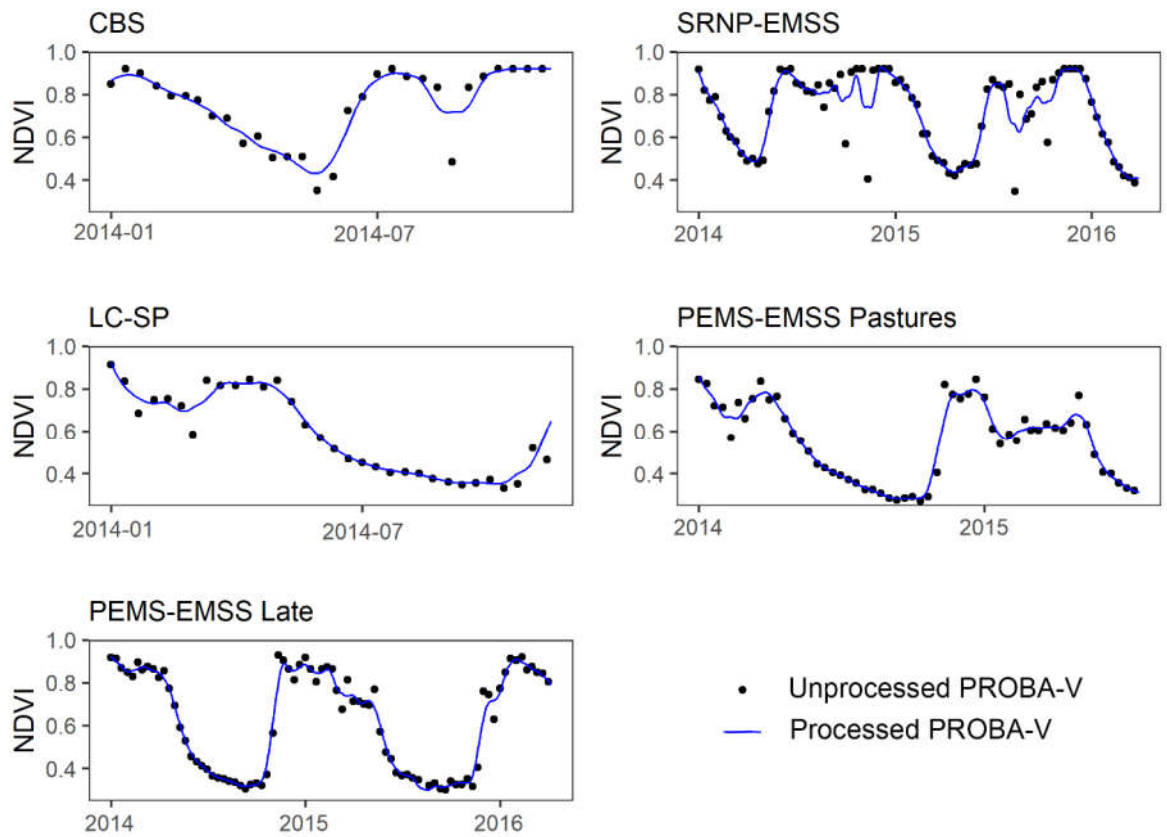 CBS
1.0
0.8
0.6
0.4
NDVI
2014-01
2014-07
SRNP-EMSS
1.0
0.8
0.6
0.4
NDVI
2014
2015
2016
LC-SP
1.0
0.8
0.6
0.4
NDVI
2014-01
2014-07
PEMS-EMSS Pastures
1.0
0.8
0.6
0.4
NDVI
2014
2015
PEMS-EMSS Late
1.0
0.8
0.6
0.4
NDVI
2014
2015
2016
Unprocessed PROBA-V
Processed PROBA-V